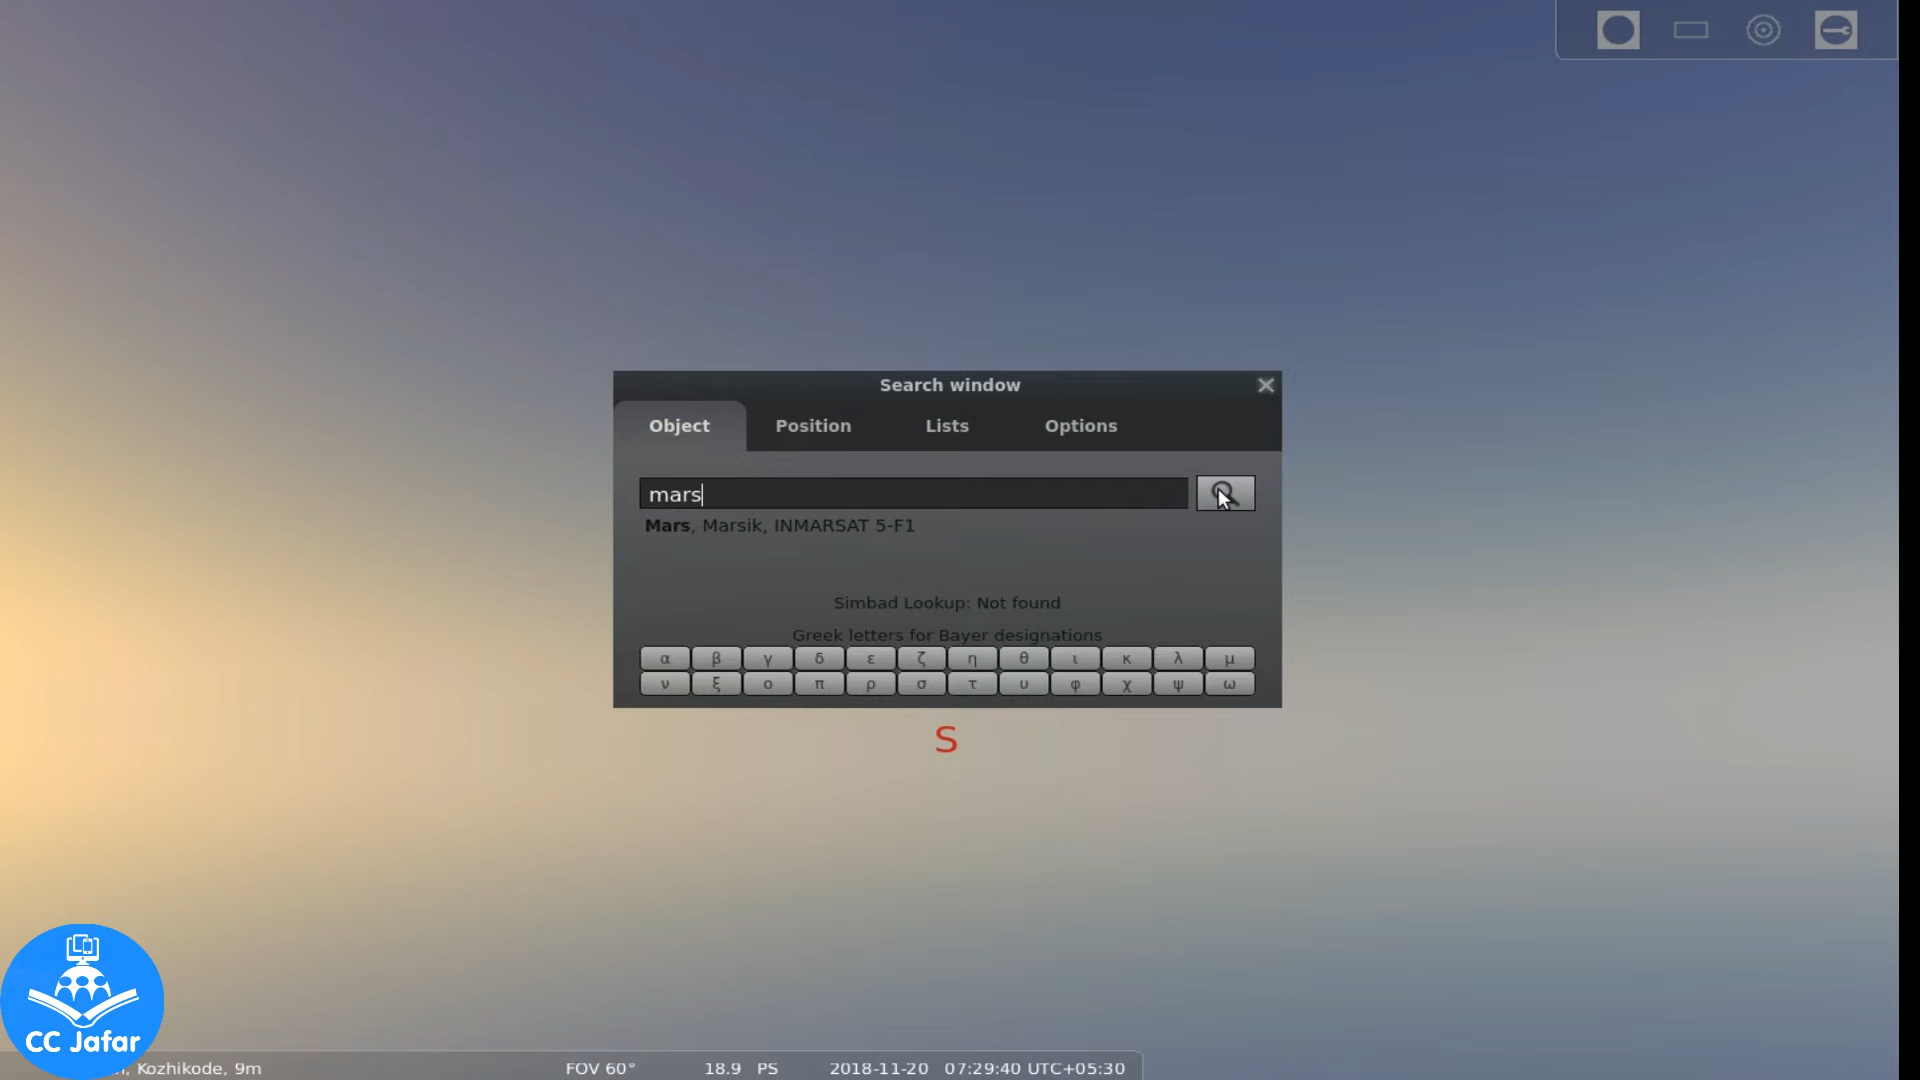 Search window
Object Position Lists Options
mars
Mars, Marsik, INMARSAT 5-F1
Simbad Lookup: Not found
Greek letters for Bayer designations
α β γ δ ε ζ η θ ι κ λ μ
ν ξ ο π ρ σ τ υ φ χ ψ ω
S
CC Jafar
Kozhikode, 9m FOV 60° 18.9 PS 2018-11-20 07:29:40 UTC+05:30